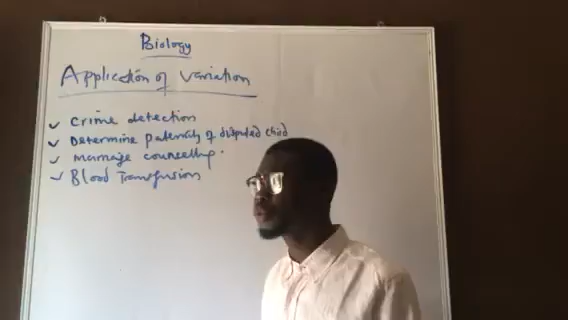 Biology
Application of variation
✓ Crime detection
✓ Determine paternity of disputed child
✓ marriage counselling.
✓ Blood Transfusion